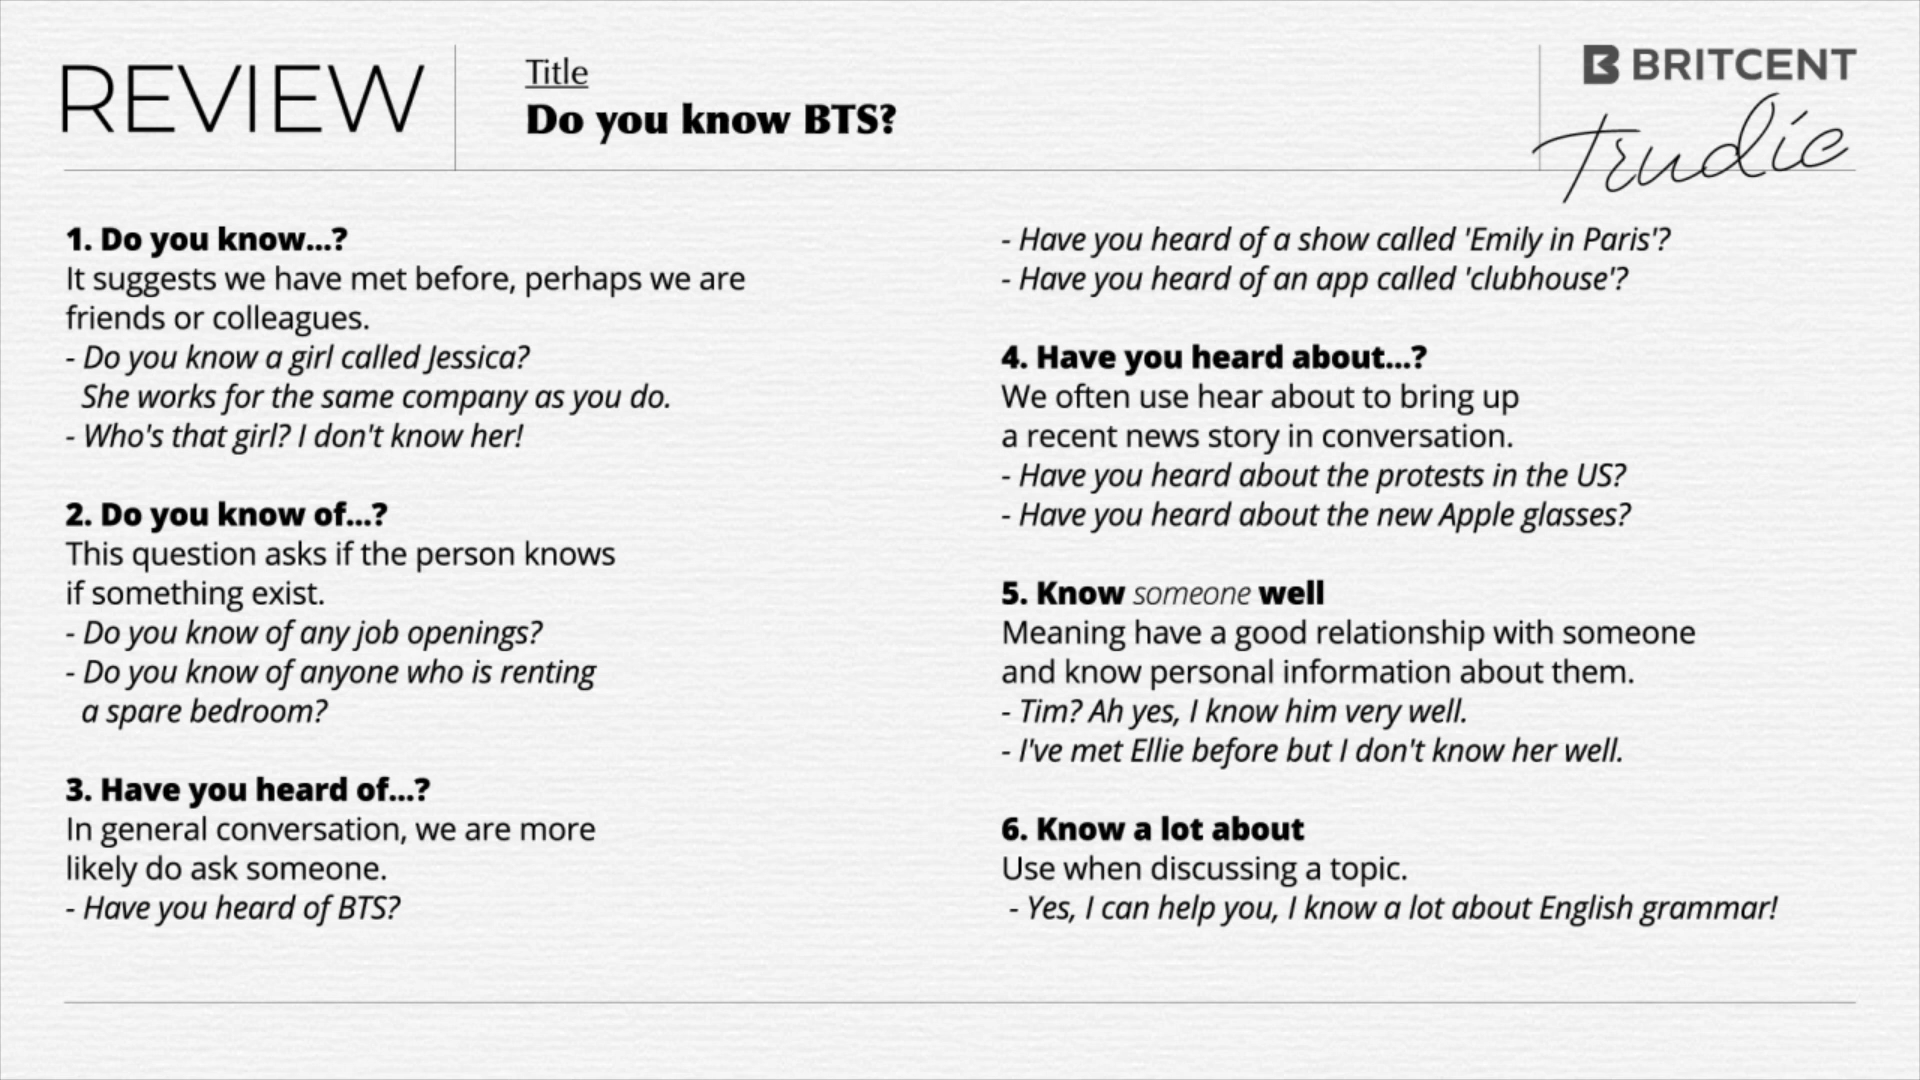 REVIEW
Title
Do you know BTS?
BRITCENT
Trudie
1. Do you know...?
It suggests we have met before, perhaps we are
friends or colleagues.
- Do you know a girl called Jessica?
She works for the same company as you do.
- Who's that girl? I don't know her!
2. Do you know of...?
This question asks if the person knows
if something exist.
- Do you know of any job openings?
- Do you know of anyone who is renting
a spare bedroom?
3. Have you heard of...?
In general conversation, we are more
likely do ask someone.
- Have you heard of BTS?
- Have you heard of a show called 'Emily in Paris'?
- Have you heard of an app called 'clubhouse'?
4. Have you heard about...?
We often use hear about to bring up
a recent news story in conversation.
- Have you heard about the protests in the US?
- Have you heard about the new Apple glasses?
5. Know someone well
Meaning have a good relationship with someone
and know personal information about them.
- Tim? Ah yes, I know him very well.
- I've met Ellie before but I don't know her well.
6. Know a lot about
Use when discussing a topic.
- Yes, I can help you, I know a lot about English grammar!